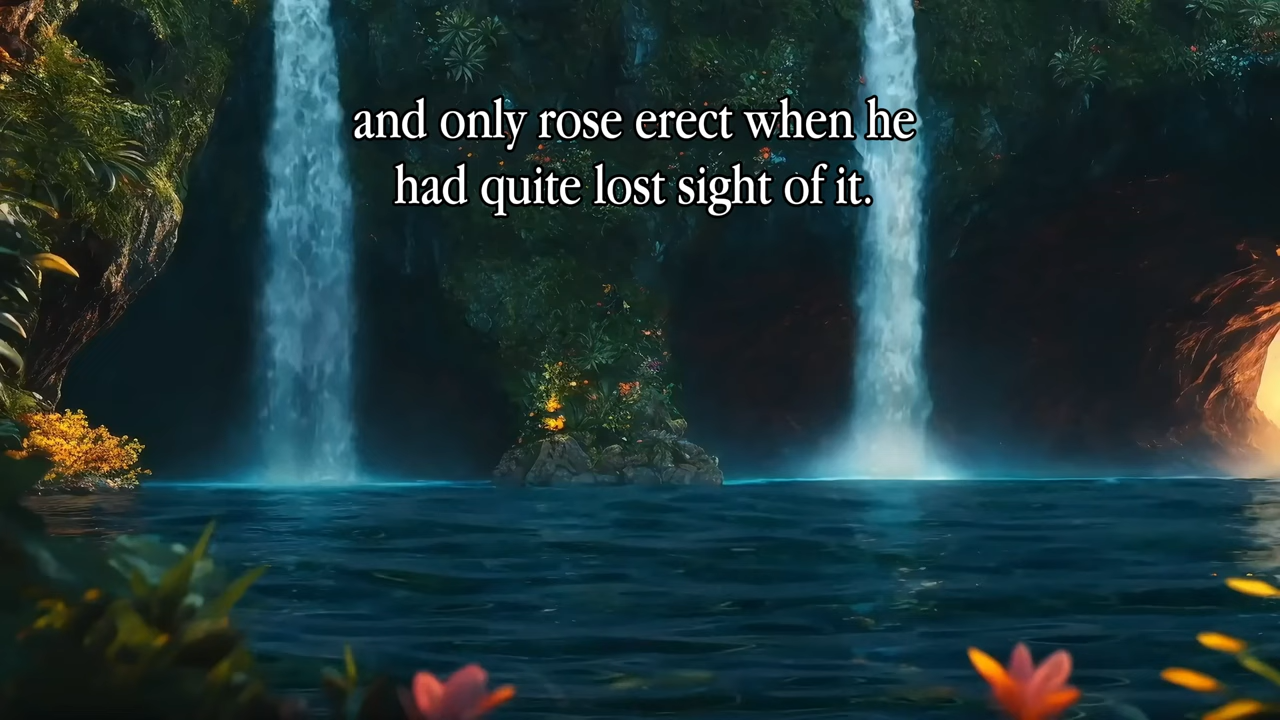 and only rose erect when he
had quite lost sight of it.